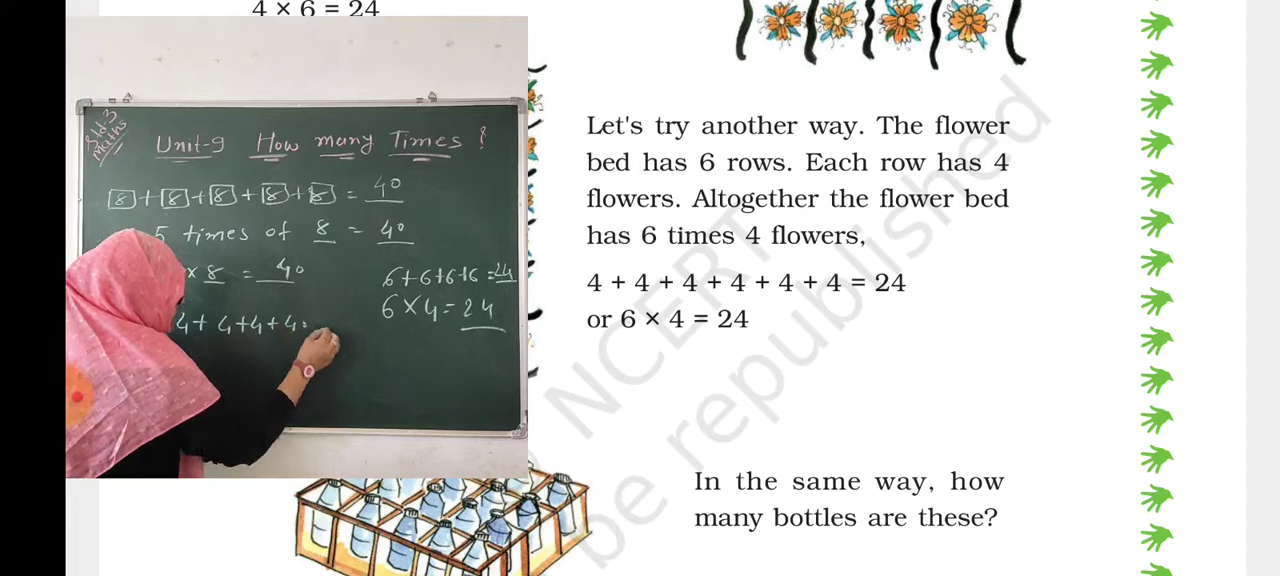 4 × 6 = 24
Std-3
Maths
Unit-9 How many Times ?
8 + 8 + 8 + 8 + 8 = 40
5 times of 8 = 40
× 8 = 40
6+6+6+6 = 24
6 × 4 = 24
4 + 4 + 4 + 4 =
Let's try another way. The flower
bed has 6 rows. Each row has 4
flowers. Altogether the flower bed
has 6 times 4 flowers,
4 + 4 + 4 + 4 + 4 + 4 = 24
or 6 × 4 = 24
NCERT
be republished
In the same way, how
many bottles are these?